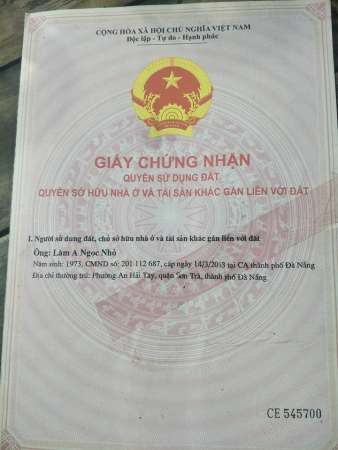 CỘNG HÒA XÃ HỘI CHỦ NGHĨA VIỆT NAM
Độc lập - Tự do - Hạnh phúc
GIẤY CHỨNG NHẬN
QUYỀN SỬ DỤNG ĐẤT
QUYỀN SỞ HỮU NHÀ Ở VÀ TÀI SẢN KHÁC GẮN LIỀN VỚI ĐẤT
I. Người sử dụng đất, chủ sở hữu nhà ở và tài sản khác gắn liền với đất
Ông: Lâm A Ngọc Nhỏ
Năm sinh: 1973, CMND số: 201 112 687, cấp ngày 14/3/2013 tại CA thành phố Đà Nẵng
Địa chỉ thường trú: Phường An Hải Tây, quận Sơn Trà, thành phố Đà Nẵng
CE 545700